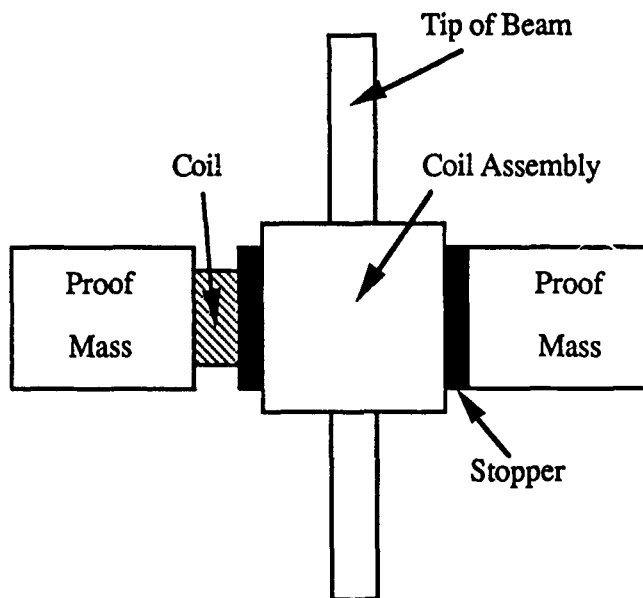 Tip of Beam
Coil
Coil Assembly
Proof
Mass
Proof
Mass
Stopper